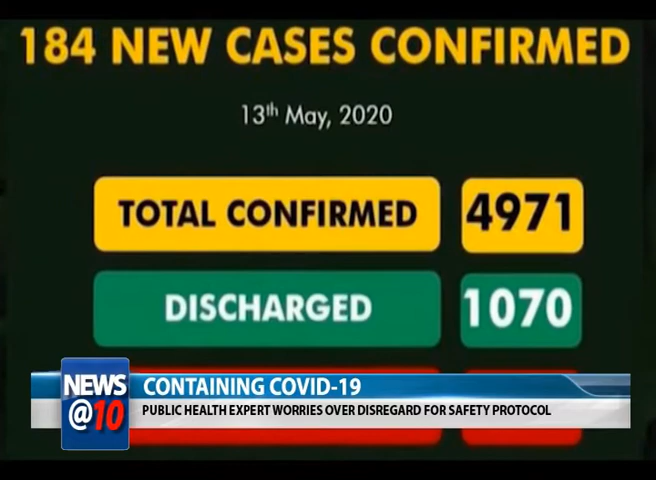 184 NEW CASES CONFIRMED
13th May, 2020
TOTAL CONFIRMED 4971
DISCHARGED 1070
NEWS CONTAINING COVID-19
@10 PUBLIC HEALTH EXPERT WORRIES OVER DISREGARD FOR SAFETY PROTOCOL